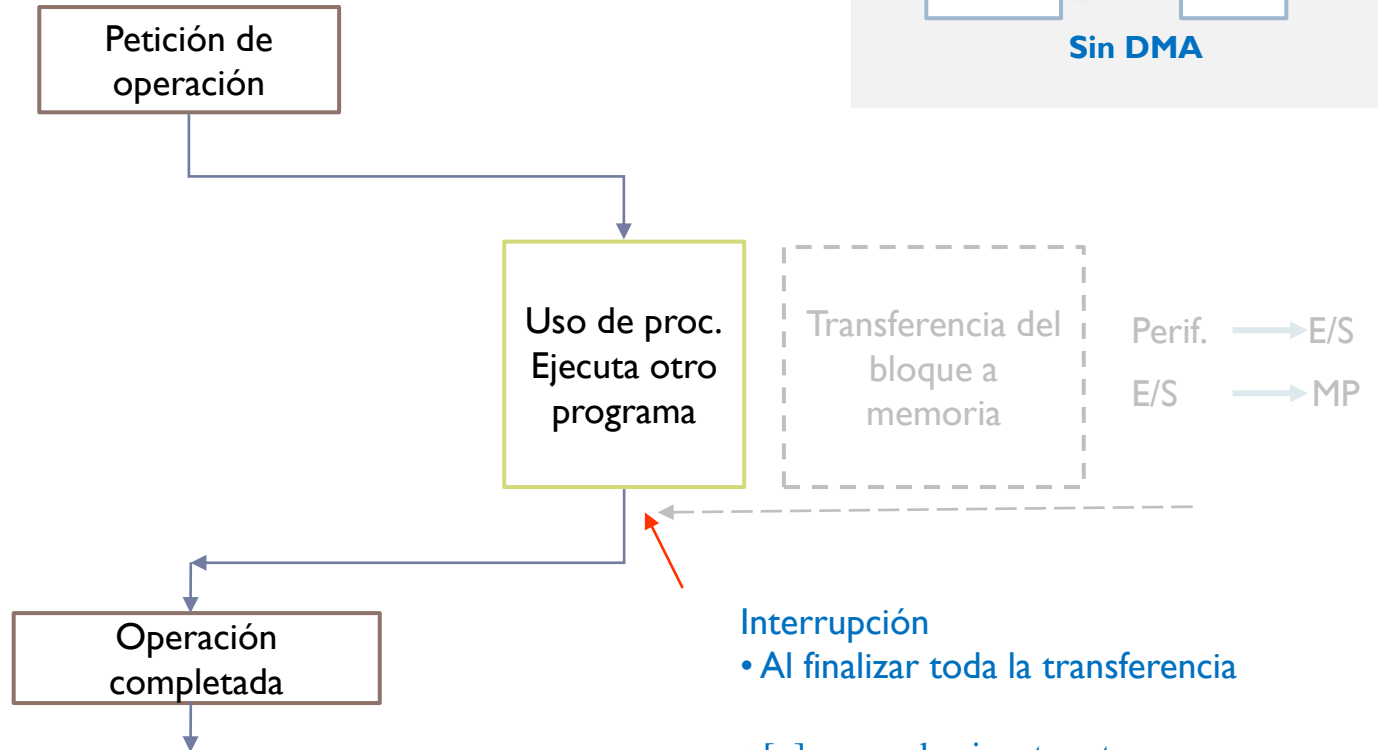 Petición de
operación
Sin DMA
Uso de proc.
Ejecuta otro
programa
Transferencia del
bloque a
memoria
Perif.
E/S
E/S
MP
Operación
completada
Interrupción
• Al finalizar toda la transferencia